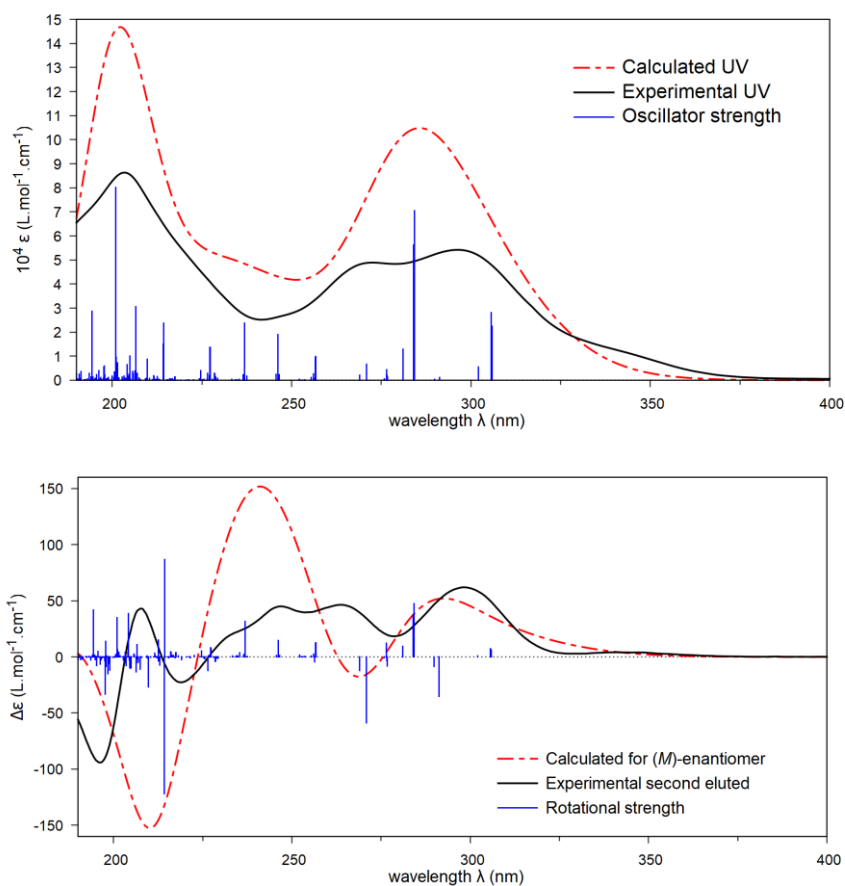 15
14
13
12
11
10
9
8
7
6
5
4
3
2
1
0
10⁴ ε (L.mol⁻¹.cm⁻¹)
Calculated UV
Experimental UV
Oscillator strength
200 250 300 350 400
wavelength λ (nm)
150
100
50
0
-50
-100
-150
Δε (L.mol⁻¹.cm⁻¹)
Calculated for (M)-enantiomer
Experimental second eluted
Rotational strength
200 250 300 350 400
wavelength λ (nm)